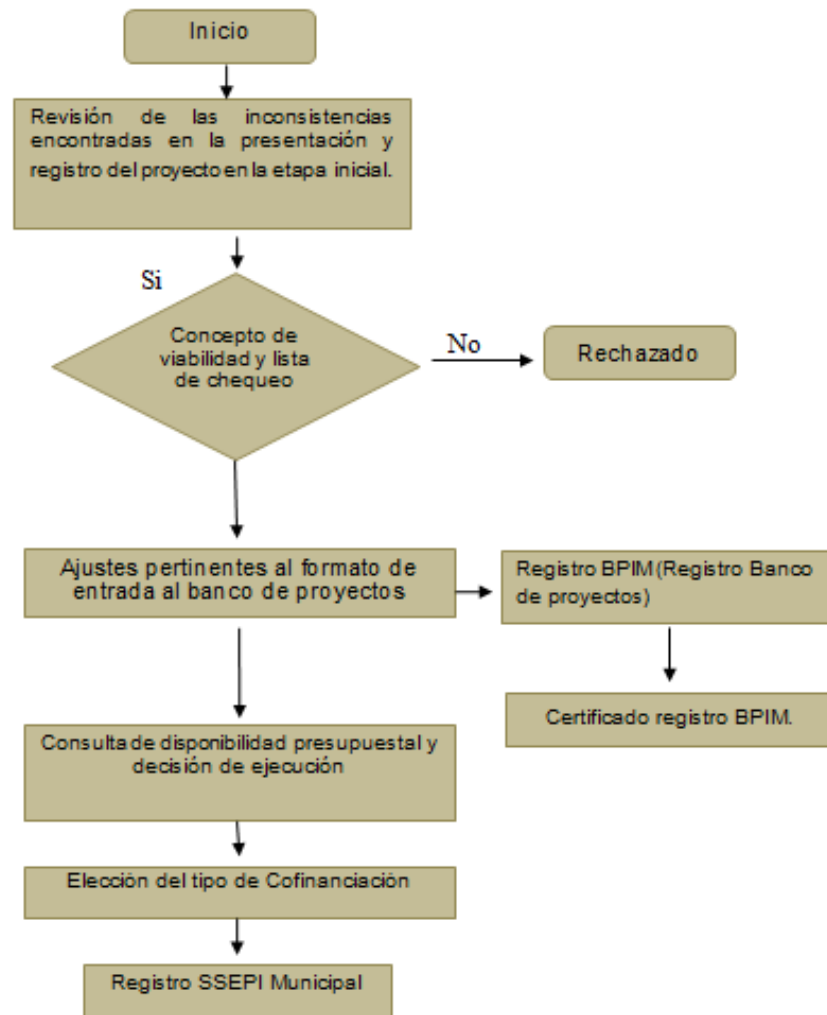 Inicio
Revisión de las inconsistencias
encontradas en la presentación y
registro del proyecto en la etapa inicial.
Si
Concepto de
viabilidad y lista
de chequeo
No
Rechazado
Ajustes pertinentes al formato de
entrada al banco de proyectos
Registro BPIM (Registro Banco
de proyectos)
Certificado registro BPIM.
Consulta de disponibilidad presupuestal y
decisión de ejecución
Elección del tipo de Cofinanciación
Registro SSEPI Municipal